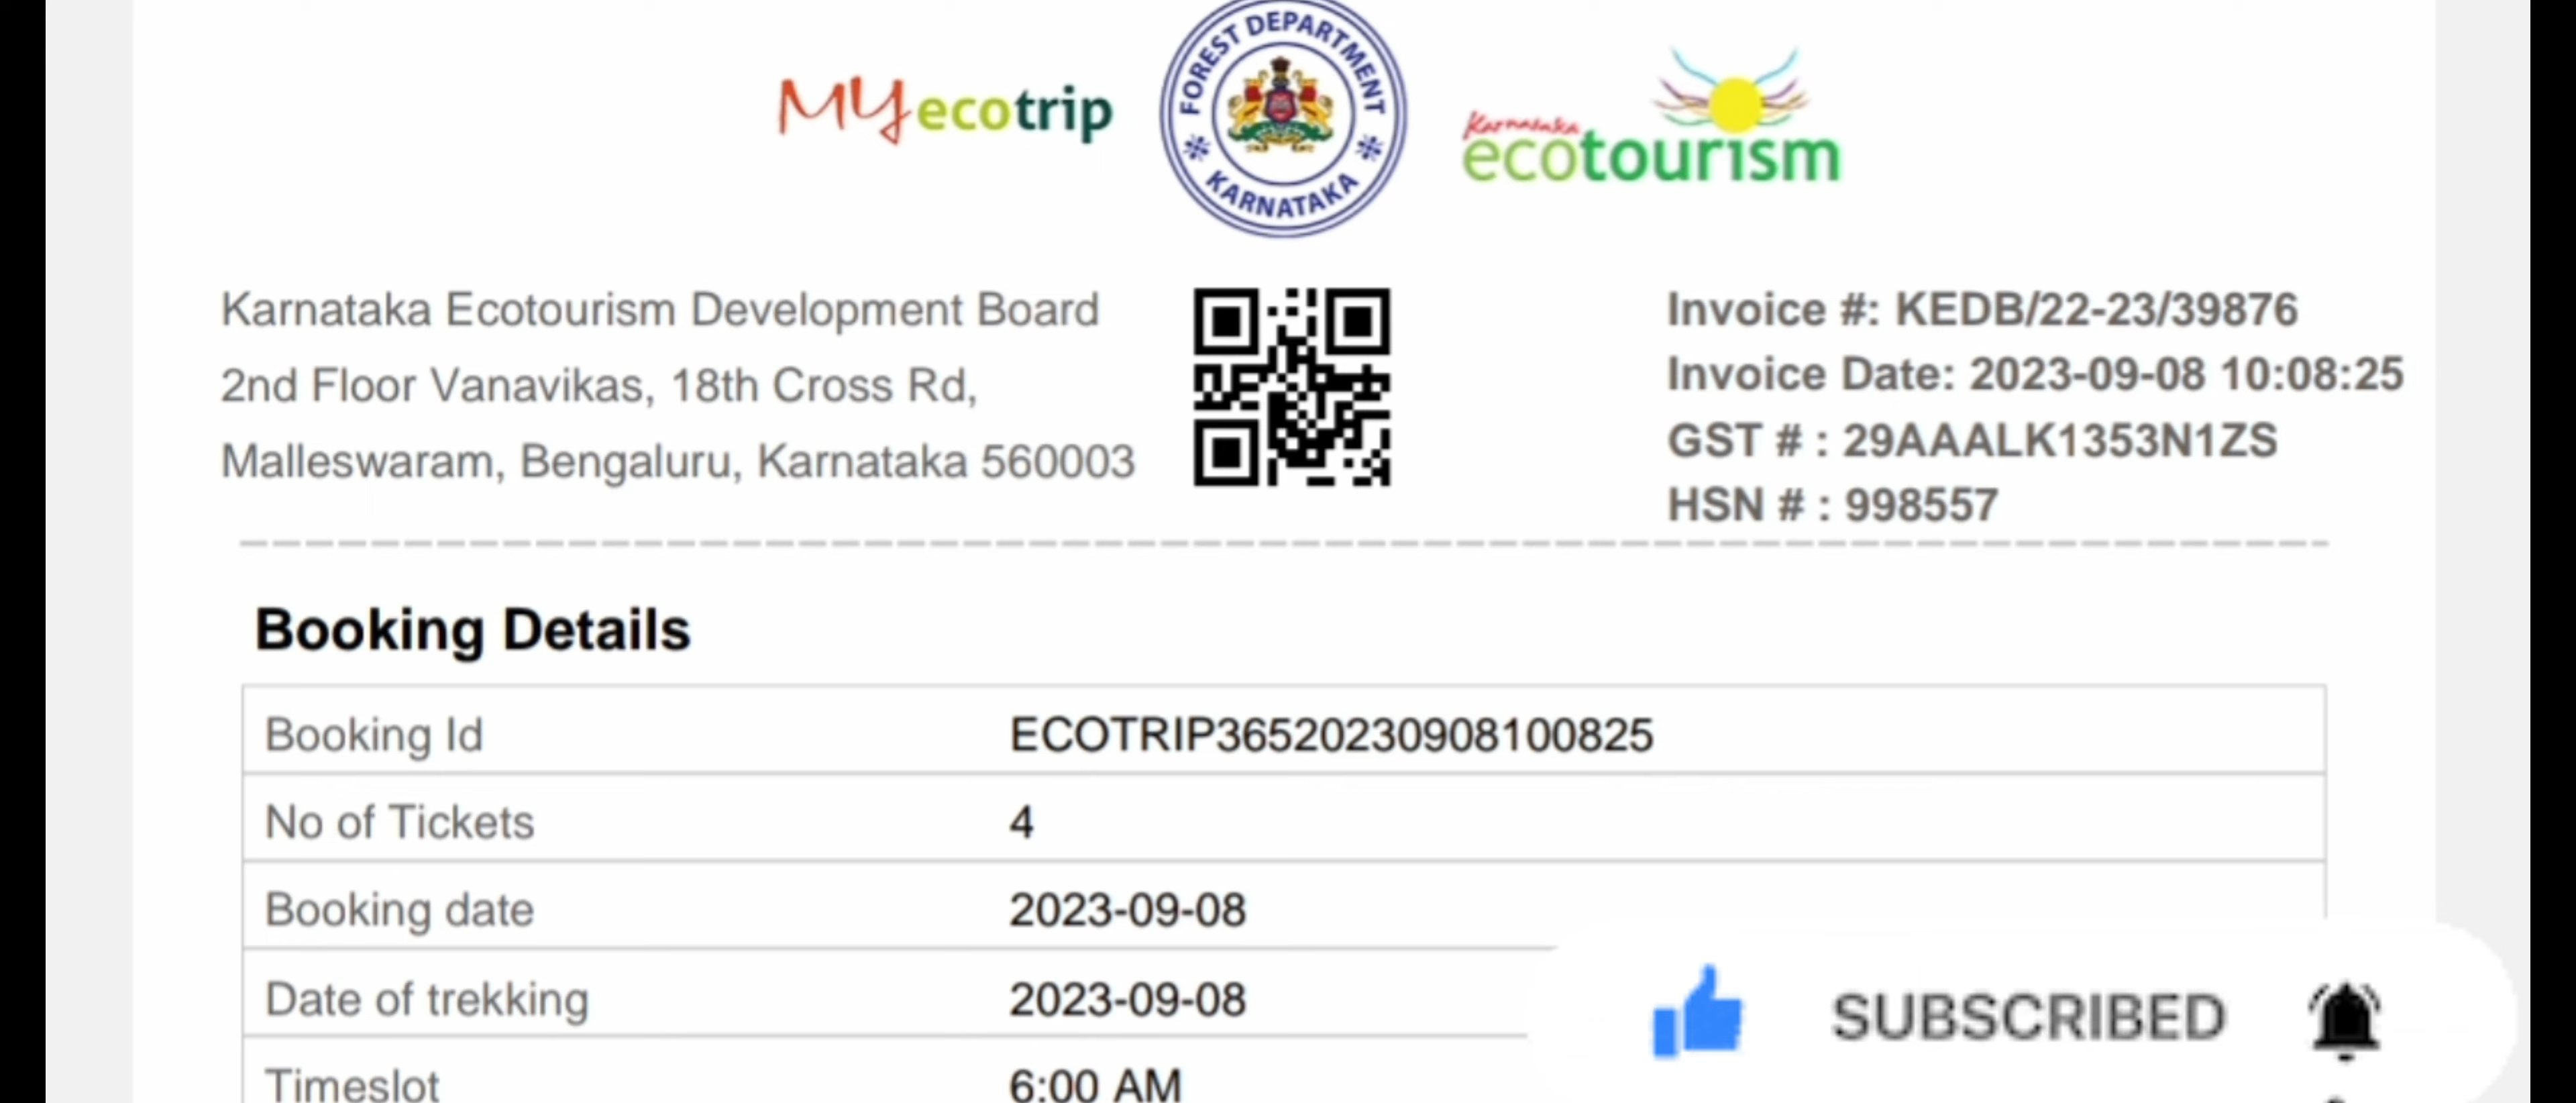 MYecotrip
FOREST DEPARTMENT
KARNATAKA
Karnataka
ecotourism
Karnataka Ecotourism Development Board
2nd Floor Vanavikas, 18th Cross Rd,
Malleswaram, Bengaluru, Karnataka 560003
Invoice #: KEDB/22-23/39876
Invoice Date: 2023-09-08 10:08:25
GST # : 29AAALK1353N1ZS
HSN # : 998557
Booking Details
Booking Id ECOTRIP36520230908100825
No of Tickets 4
Booking date 2023-09-08
Date of trekking 2023-09-08
Timeslot 6:00 AM
SUBSCRIBED